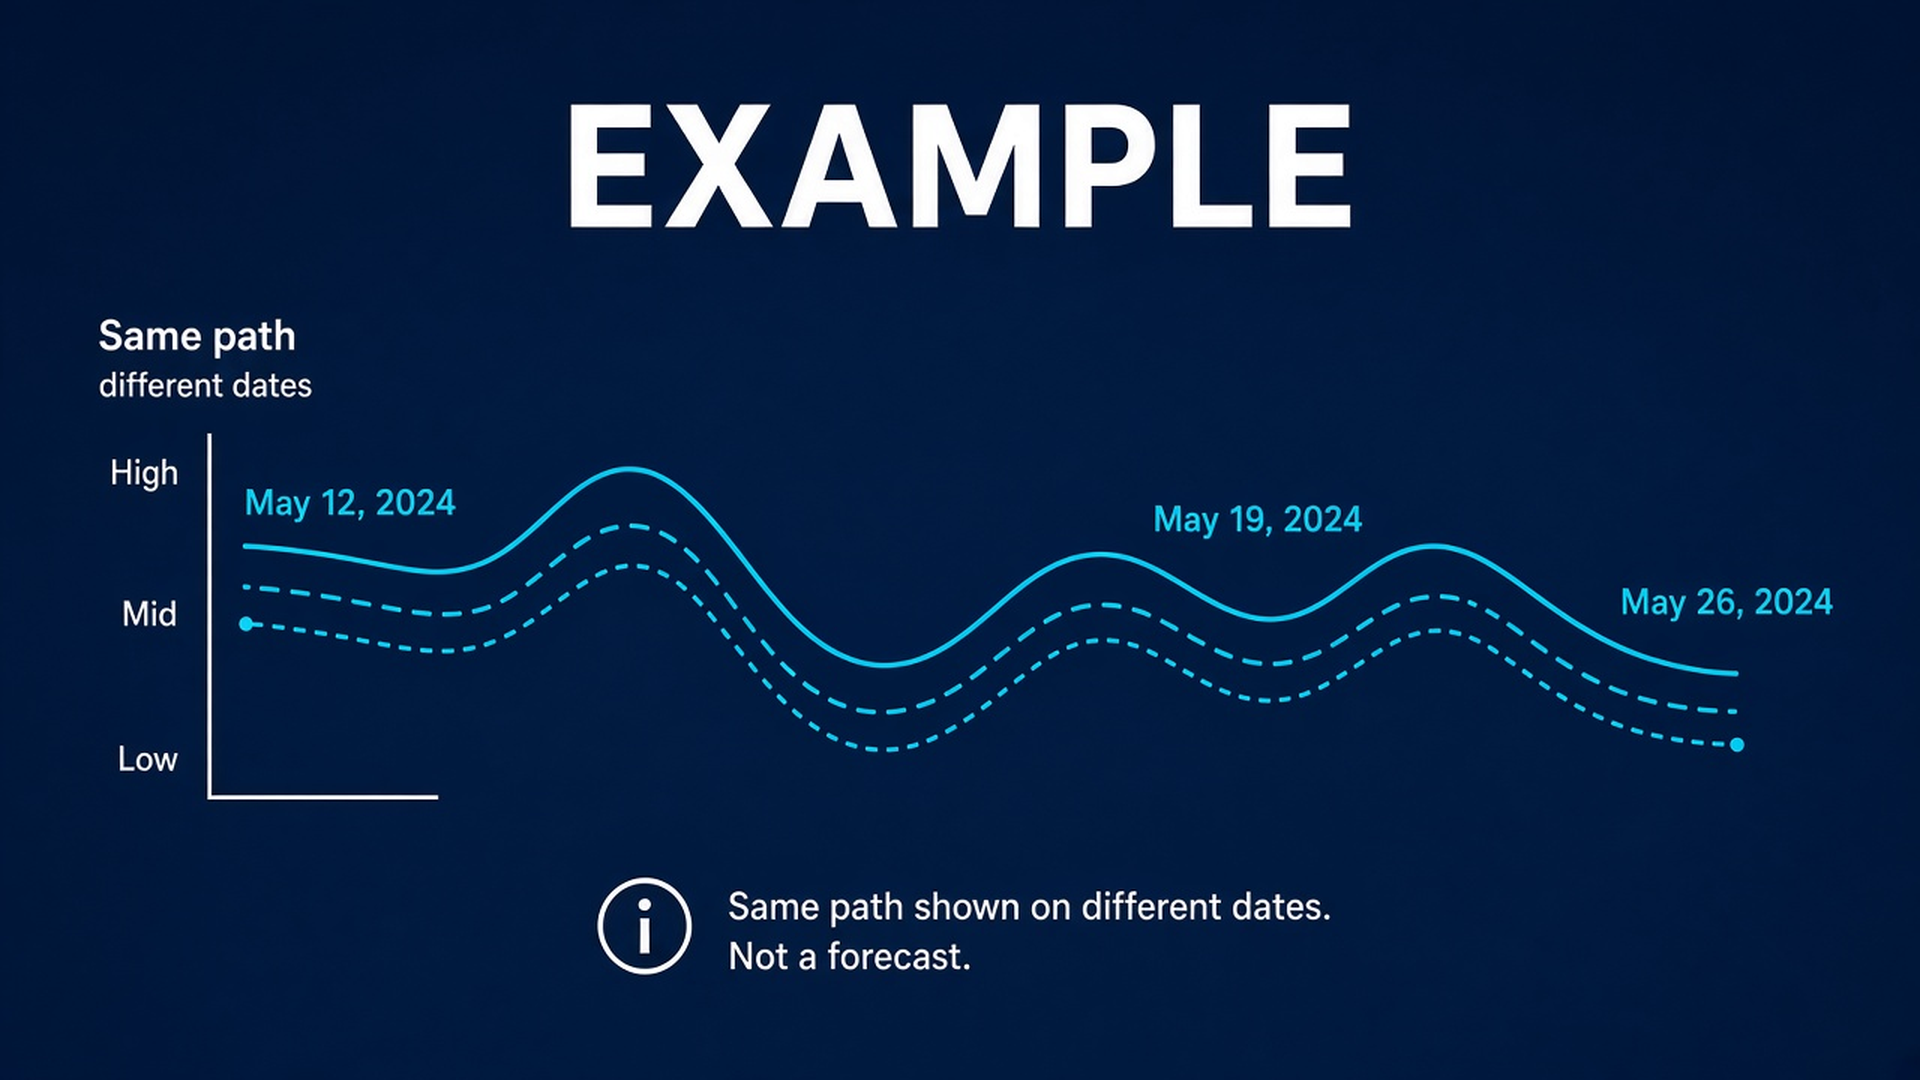 EXAMPLE
Same path
different dates
High
May 12, 2024
May 19, 2024
May 26, 2024
Mid
Low
Same path shown on different dates.
Not a forecast.